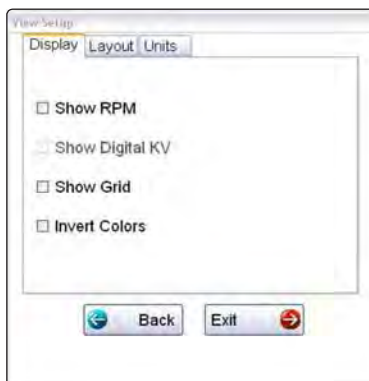 View Setup
Display Layout Units
Show RPM
Show Digital KV
Show Grid
Invert Colors
Back Exit